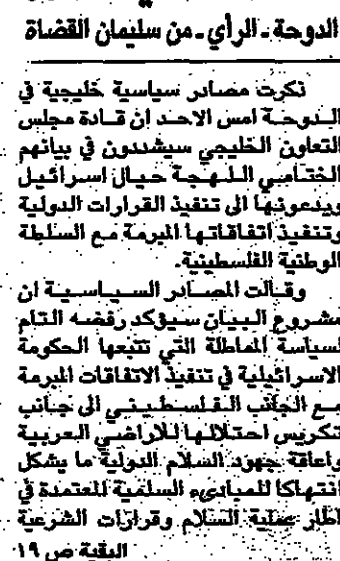 الدوحة ـ الرأي ـ من سليمان القضاة
ذكرت مصادر سياسية خليجية في
الدوحة امس الاحد ان قادة مجلس
التعاون الخليجي سيشددون في بيانهم
الختامي اللهجة حيال اسرائيل
ويدعونها الى تنفيذ القرارات الدولية
وتنفيذ اتفاقاتها المبرمة مع السلطة
الوطنية الفلسطينية.
وقالت المصادر السياسية ان
مشروع البيان سيؤكد رفضه التام
لسياسة المماطلة التي تتبعها الحكومة
الاسرائيلية في تنفيذ الاتفاقات المبرمة
مع الجانب الفلسطيني الى جانب
تكريس احتلالها للاراضي العربية
واعاقة جهود السلام الدولية ما يشكل
انتهاكا للمبادىء السلمية المعتمدة في
اطار عملية السلام وقرارات الشرعية
البقية ص ١٩